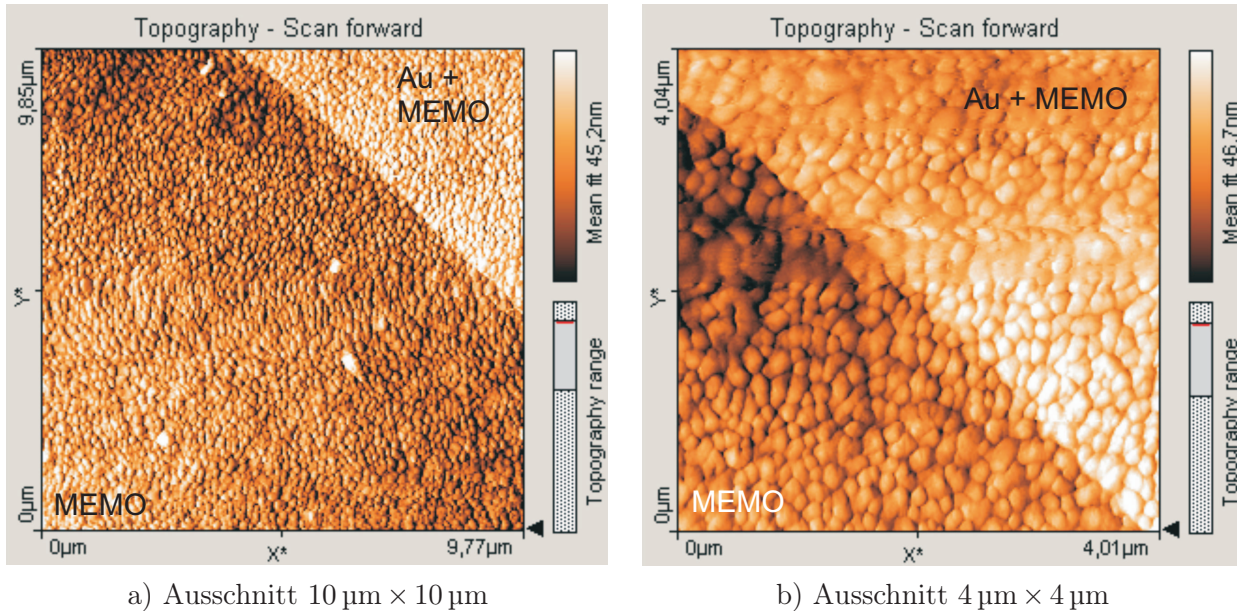 Topography - Scan forward
9,85µm
Y*
0µm
Au +
MEMO
MEMO
0µm
X*
9,77µm
Mean fit 45,2nm
Topography range
a) Ausschnitt 10 µm × 10 µm
Topography - Scan forward
4,04µm
Y*
0µm
Au + MEMO
MEMO
0µm
X*
4,01µm
Mean fit 46,7nm
Topography range
b) Ausschnitt 4 µm × 4 µm